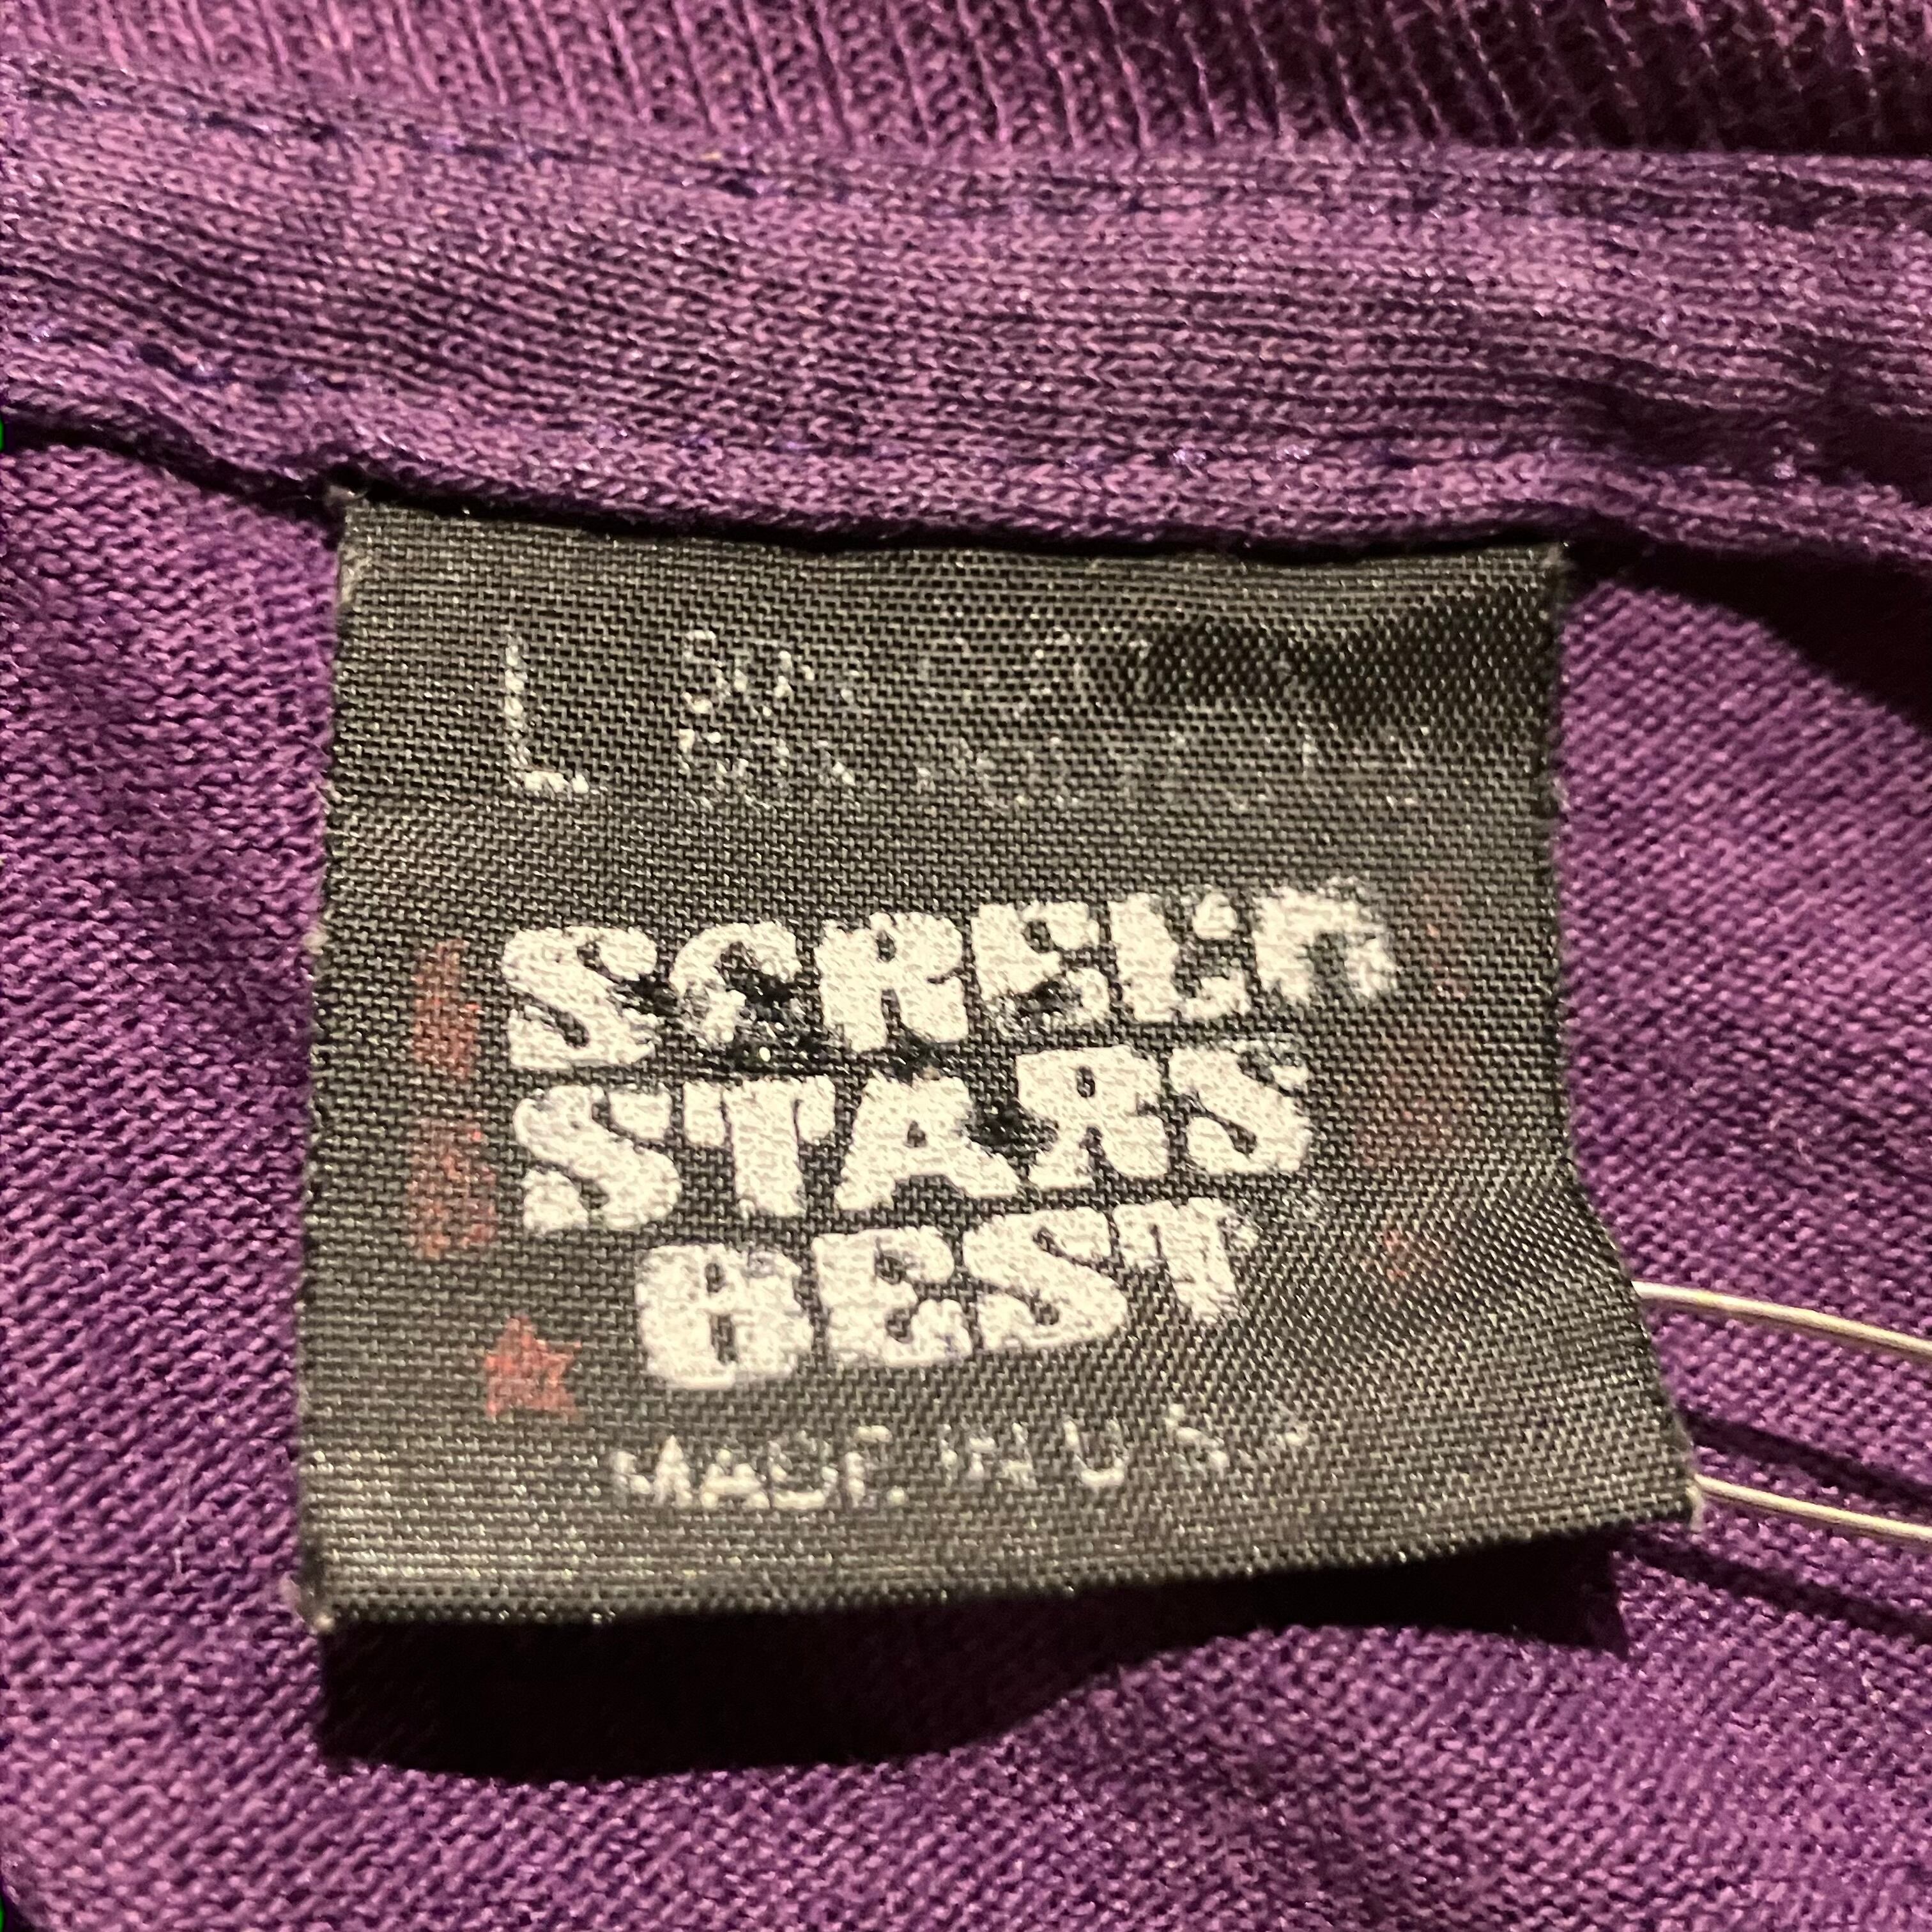 L
SCREEN
STARS
BEST
MADE IN U.S.A.